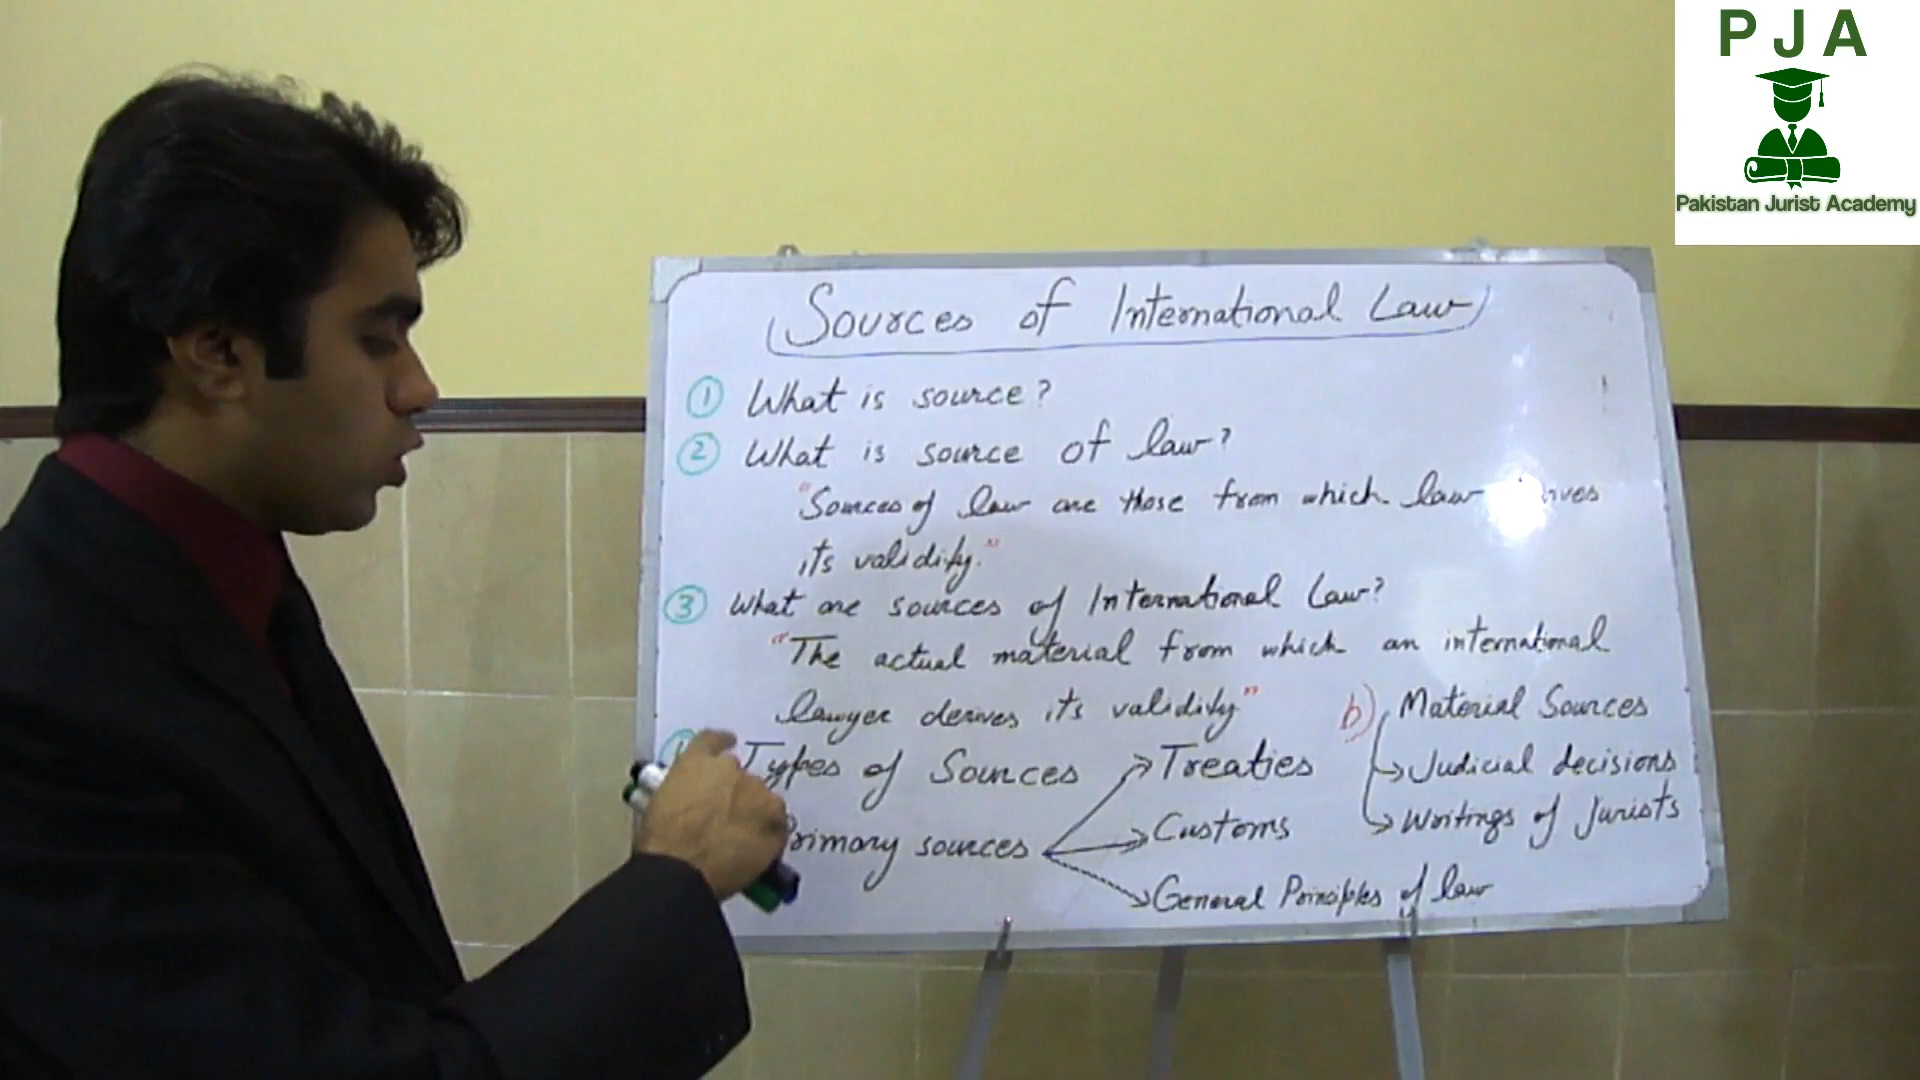 P J A
Pakistan Jurist Academy
Sources of International Law
1 What is source?
2 What is source of law?
"Sources of law are those from which law
its validity."
3 What are sources of International Law?
"The actual material from which an international
lawyer derives its validity"
Types of Sources
Primary sources
Treaties
Customs
General Principles of law
b) Material Sources
Judicial decisions
Writings of Jurists